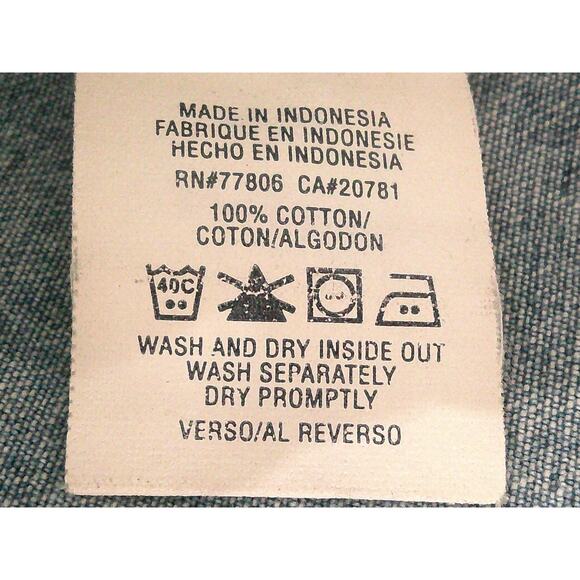 MADE IN INDONESIA
FABRIQUE EN INDONESIE
HECHO EN INDONESIA
RN#77806 CA#20781
100% COTTON/
COTON/ALGODON
40C
WASH AND DRY INSIDE OUT
WASH SEPARATELY
DRY PROMPTLY
VERSO/AL REVERSO